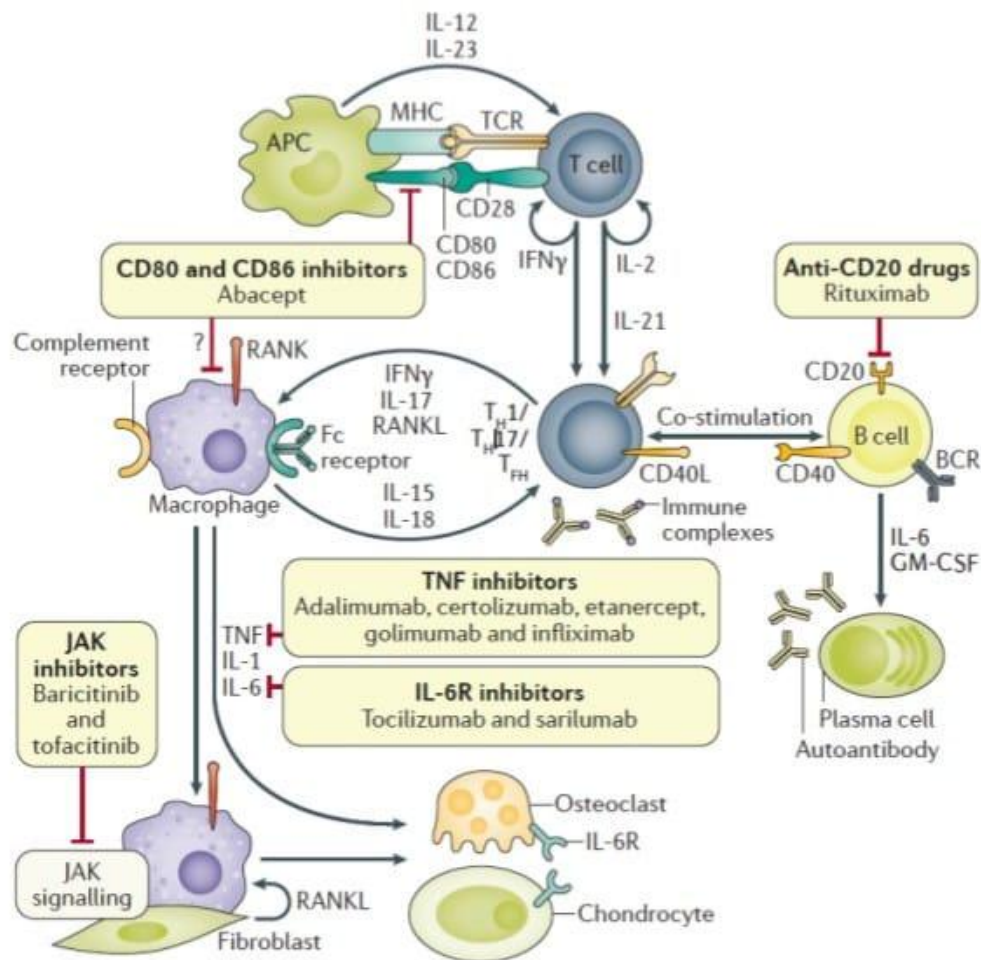 IL-12
IL-23
MHC
TCR
APC
T cell
CD28
CD80
CD86
IFNγ
IL-2
CD80 and CD86 inhibitors
Abacept
Anti-CD20 drugs
Rituximab
IL-21
?
Complement
receptor
RANK
CD20
IFNγ
IL-17
RANKL
TH1/
TH17/
TFH
Co-stimulation
B cell
Fc
receptor
CD40L
CD40
BCR
Macrophage
IL-15
IL-18
Immune
complexes
IL-6
GM-CSF
TNF inhibitors
Adalimumab, certolizumab, etanercept,
golimumab and infliximab
JAK
inhibitors
Baricitinib
and
tofacitinib
TNF
IL-1
IL-6
IL-6R inhibitors
Tocilizumab and sarilumab
Plasma cell
Autoantibody
Osteoclast
IL-6R
JAK
signalling
RANKL
Chondrocyte
Fibroblast